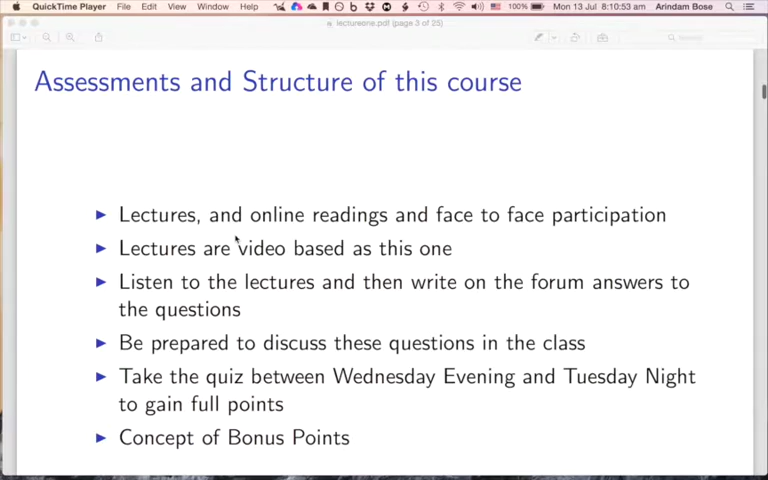 QuickTime Player File Edit View Window Help 100% Mon 13 Jul 8:10:53 am Arindam Bose
lectureone.pdf (page 3 of 25)
Search
Assessments and Structure of this course
Lectures, and online readings and face to face participation
Lectures are video based as this one
Listen to the lectures and then write on the forum answers to
the questions
Be prepared to discuss these questions in the class
Take the quiz between Wednesday Evening and Tuesday Night
to gain full points
Concept of Bonus Points